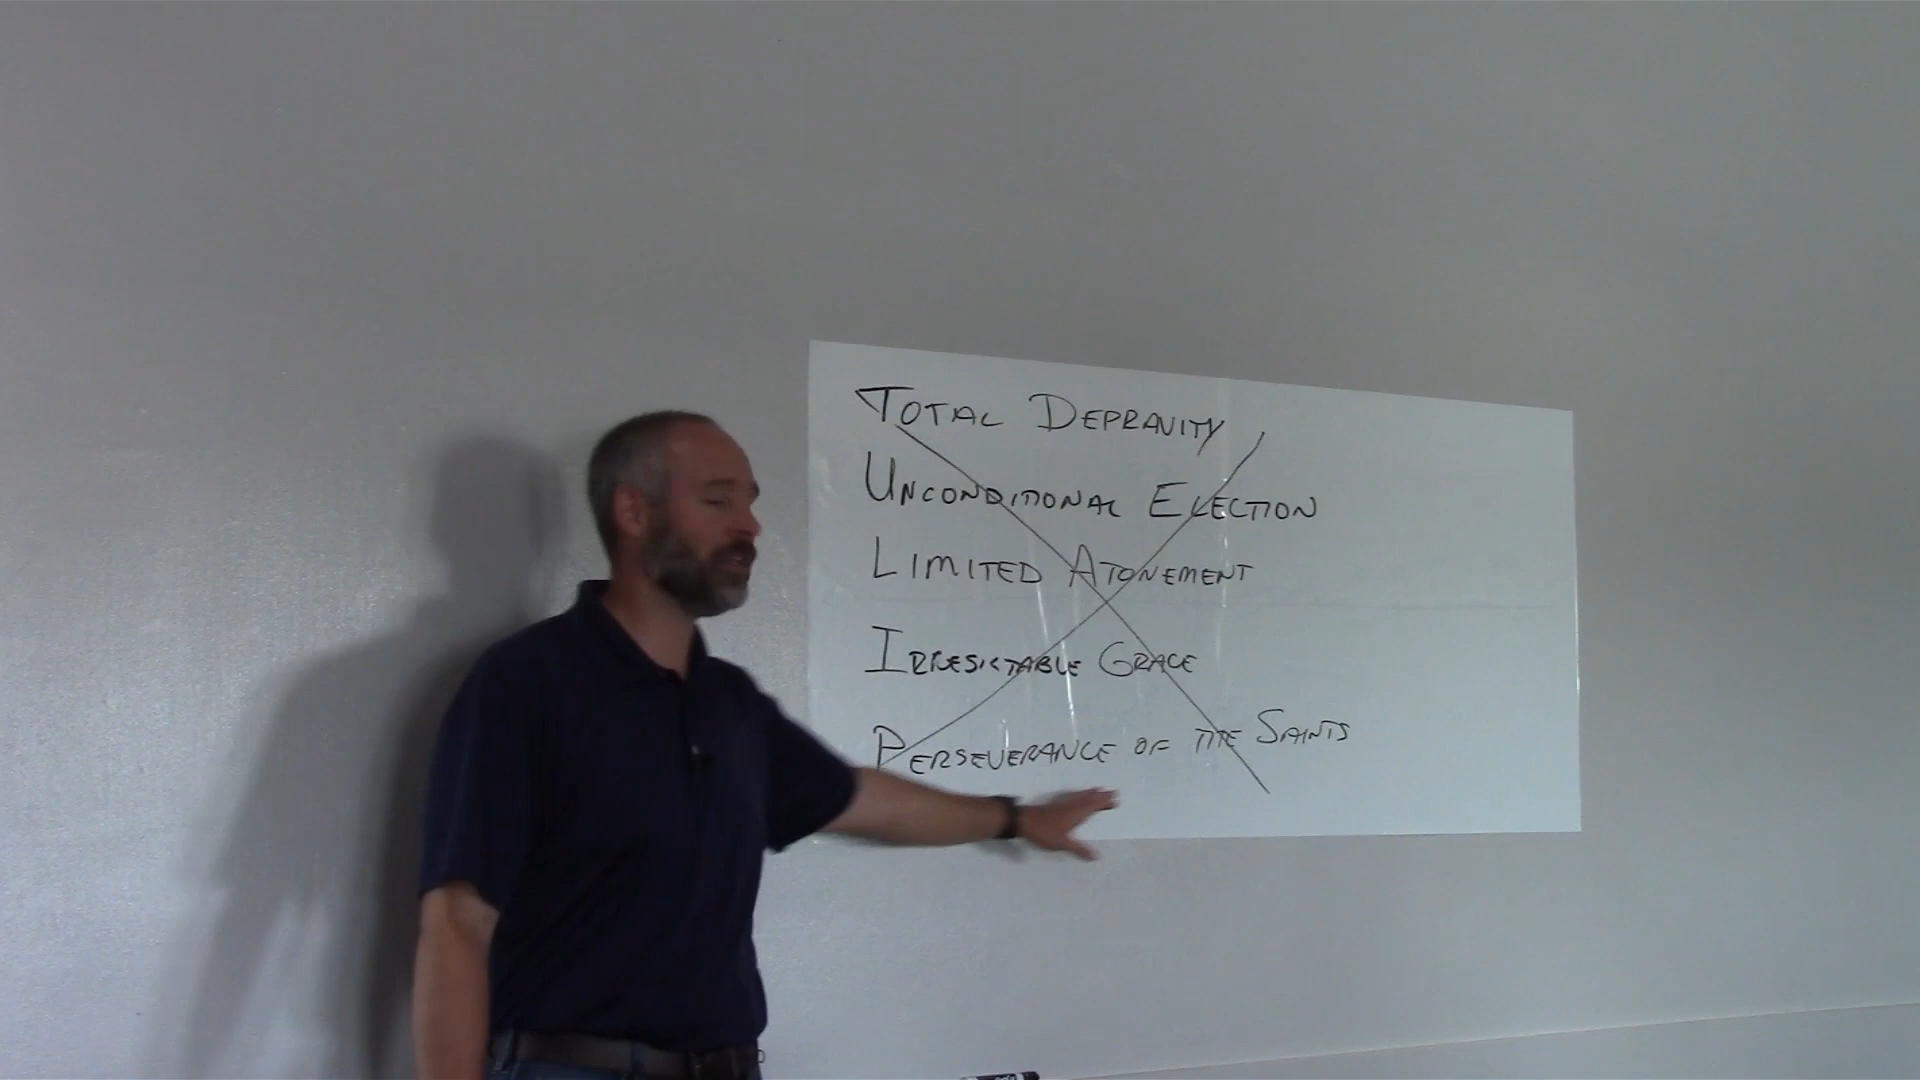 TOTAL DEPRAVITY
UNCONDITIONAL ELECTION
LIMITED ATONEMENT
IRRESISTABLE GRACE
PERSEVERANCE OF THE SAINTS